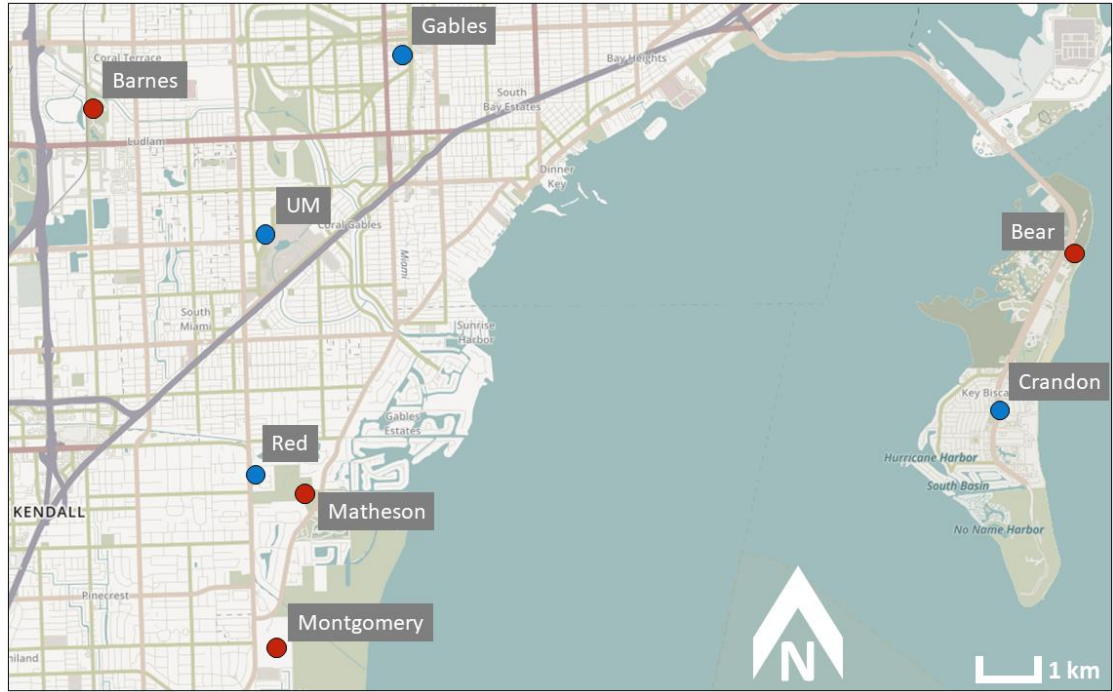 Gables
Coral Terrace
Bay Heights
Barnes
South
Bay Estates
Ludlam
Dinner
Key
UM
Coral Gables
Bear
Miami
South
Miami
Sunrise
Harbor
Crandon
Key Bisca
Gables
Estates
Red
Hurricane Harbor
South Basin
KENDALL
Matheson
No Name Harbor
Pinecrest
Montgomery
N
1 km